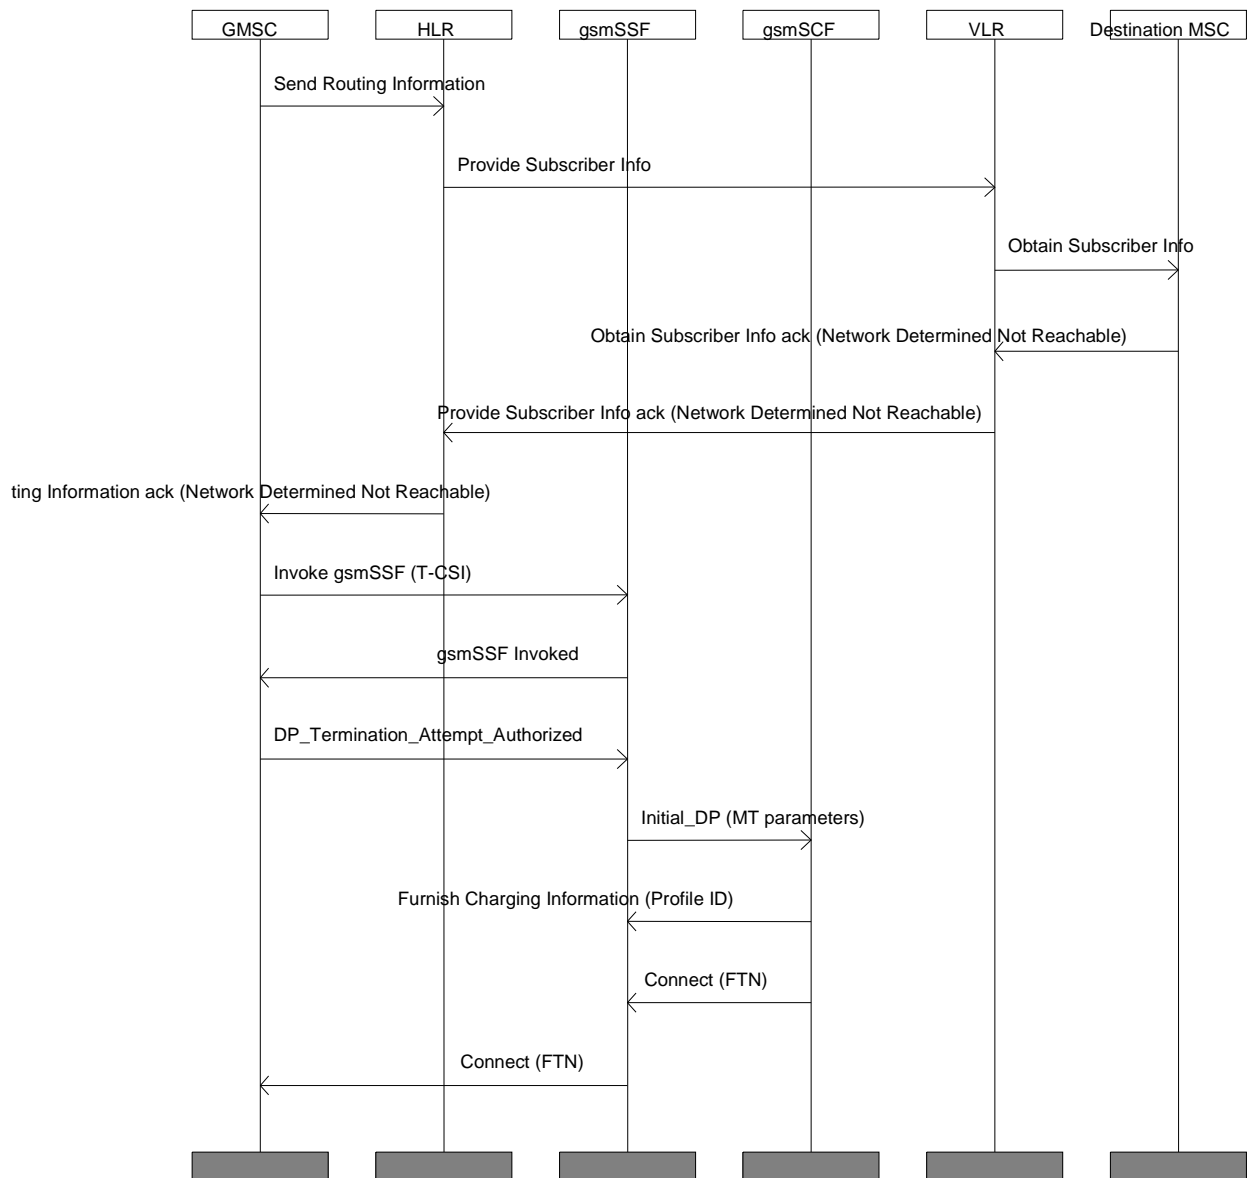 GMSC HLR gsmSSF gsmSCF VLR Destination MSC
Send Routing Information
Provide Subscriber Info
Obtain Subscriber Info
Obtain Subscriber Info ack (Network Determined Not Reachable)
Provide Subscriber Info ack (Network Determined Not Reachable)
ting Information ack (Network Determined Not Reachable)
Invoke gsmSSF (T-CSI)
gsmSSF Invoked
DP_Termination_Attempt_Authorized
Initial_DP (MT parameters)
Furnish Charging Information (Profile ID)
Connect (FTN)
Connect (FTN)